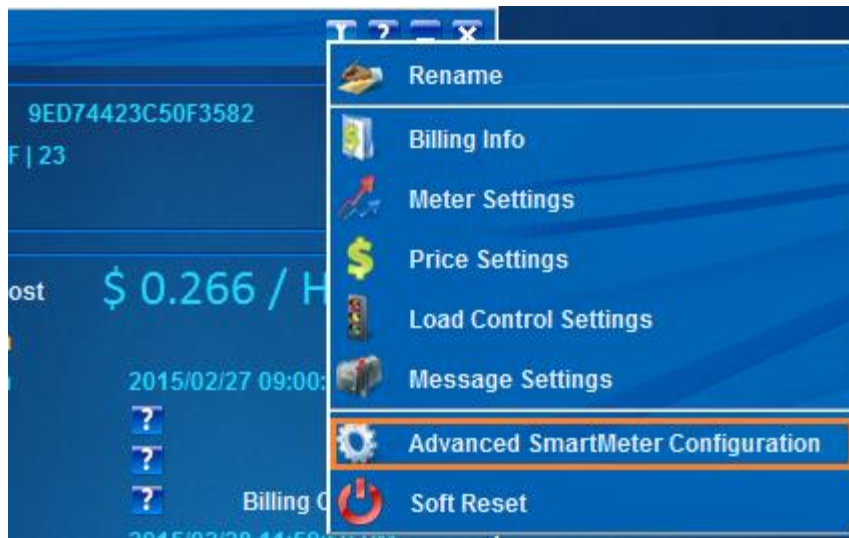 Rename
9ED74423C50F3582
Billing Info
F | 23
Meter Settings
Price Settings
ost $ 0.266 / H
Load Control Settings
2015/02/27 09:00:
Message Settings
?
Advanced SmartMeter Configuration
?
? Billing
Soft Reset